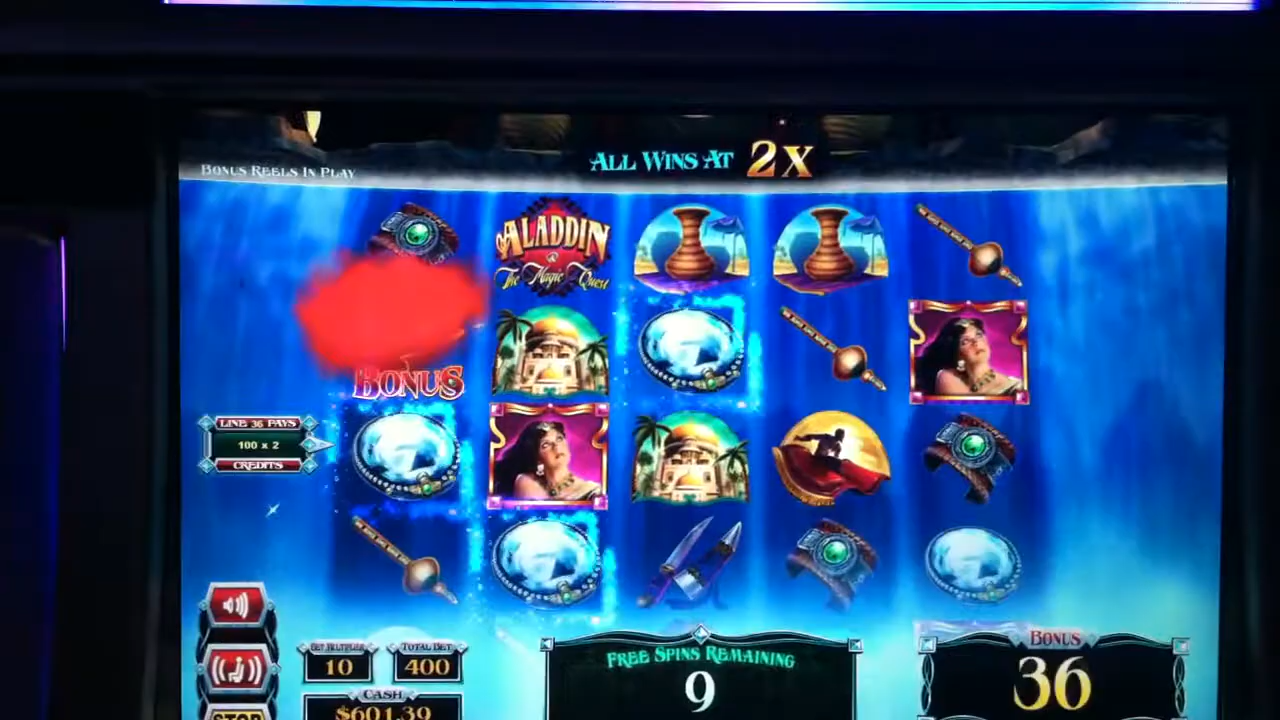 BONUS REELS IN PLAY
ALL WINS AT 2X
ALADDIN
& The Magic Quest
BONUS
LINE 36 PAYS
100 x 2
CREDITS
BET MULTIPLIER
10
TOTAL BET
400
CASH
$601.39
STOP
FREE SPINS REMAINING
9
BONUS
36